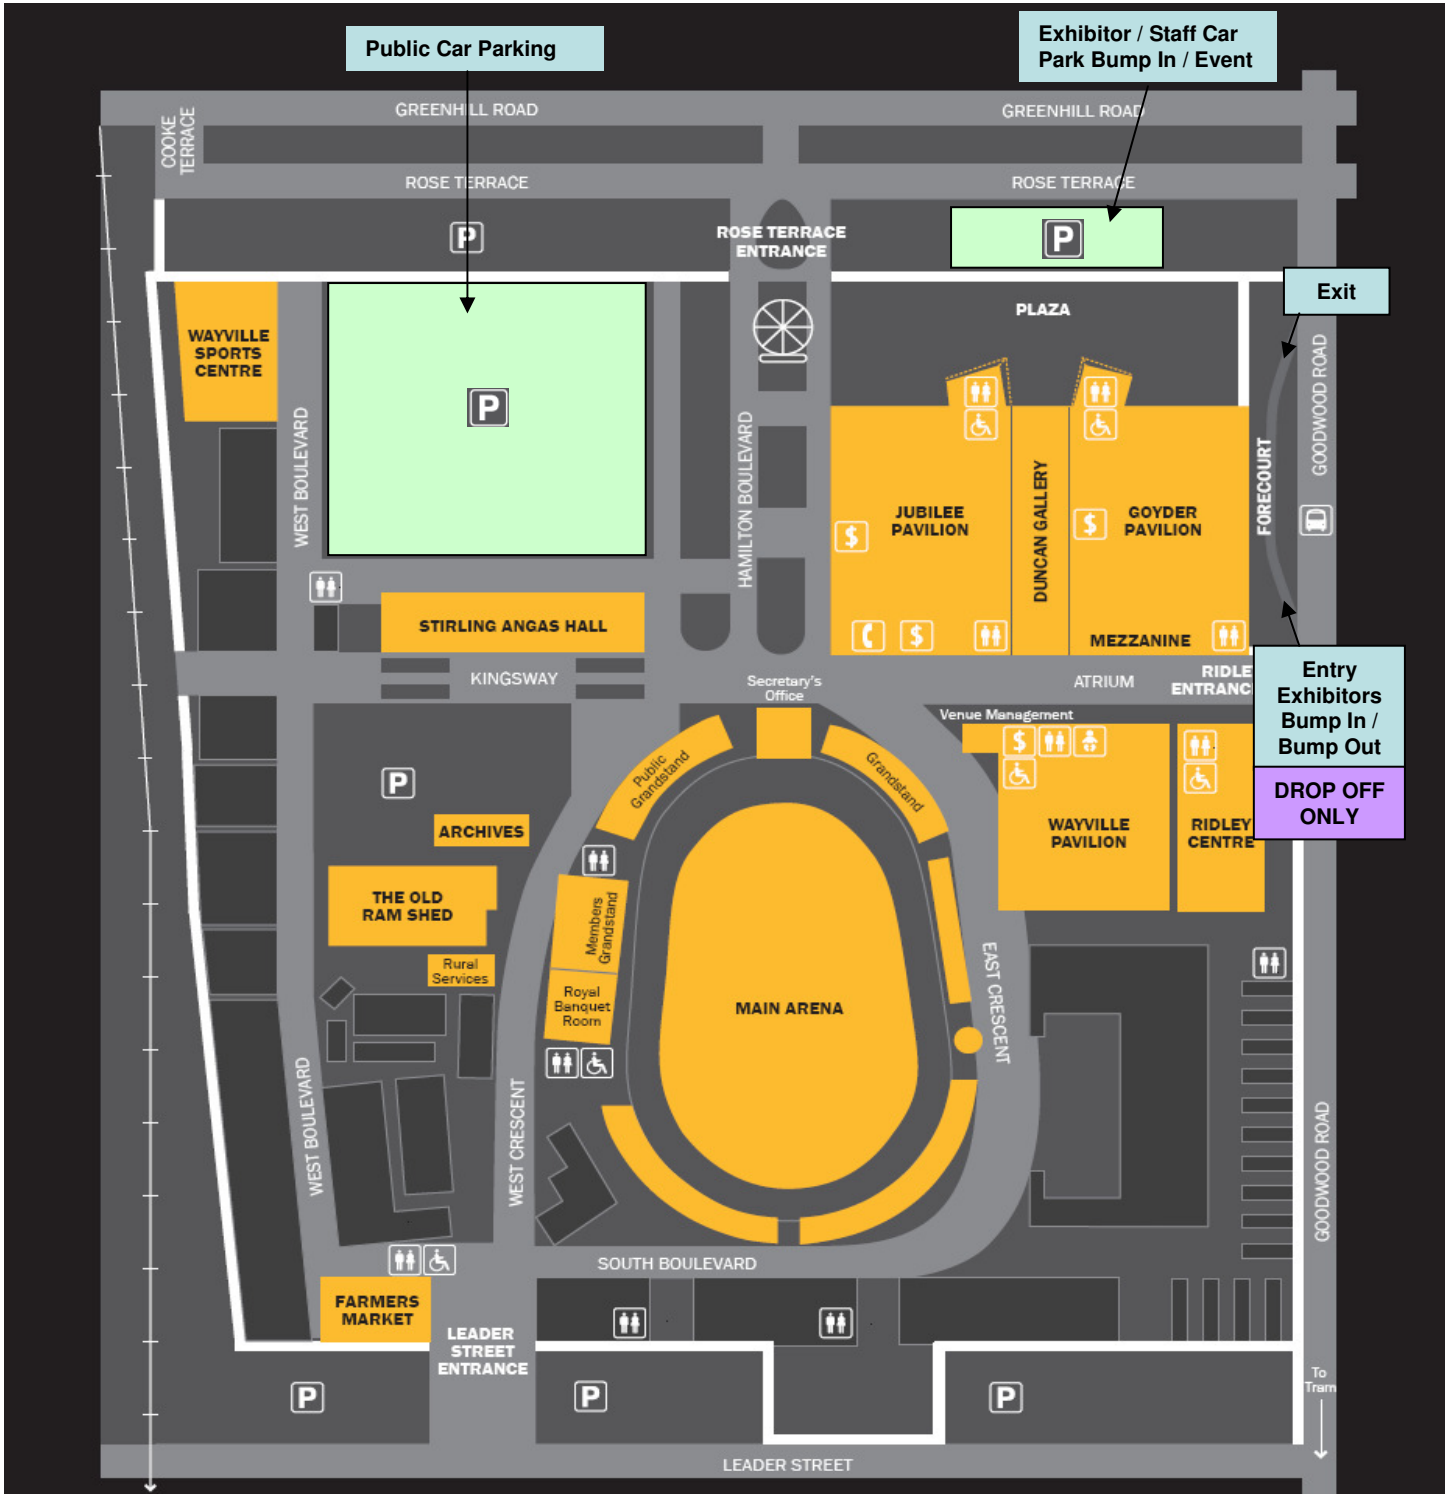 Public Car Parking
Exhibitor / Staff Car
Park Bump In / Event
GREENHILL ROAD
GREENHILL ROAD
COOKE
TERRACE
ROSE TERRACE
ROSE TERRACE
P
ROSE TERRACE
ENTRANCE
P
Exit
PLAZA
WAYVILLE
SPORTS
CENTRE
P
WEST BOULEVARD
HAMILTON BOULEVARD
JUBILEE
PAVILION
$
DUNCAN GALLERY
$
GOYDER
PAVILION
FORECOURT
GOODWOOD ROAD
STIRLING ANGAS HALL
$
MEZZANINE
KINGSWAY
Secretary's
Office
ATRIUM
RIDLE
ENTRANC
Entry
Exhibitors
Bump In /
Bump Out
DROP OFF
ONLY
Venue Management
$
P
Public
Grandstand
Grandstand
ARCHIVES
WAYVILLE
PAVILION
RIDLEY
CENTRE
THE OLD
RAM SHED
Members
Grandstand
Rural
Services
Royal
Banquet
Room
MAIN ARENA
EAST CRESCENT
WEST BOULEVARD
WEST CRESCENT
GOODWOOD ROAD
SOUTH BOULEVARD
FARMERS
MARKET
LEADER
STREET
ENTRANCE
P
P
P
To
Tram
LEADER STREET